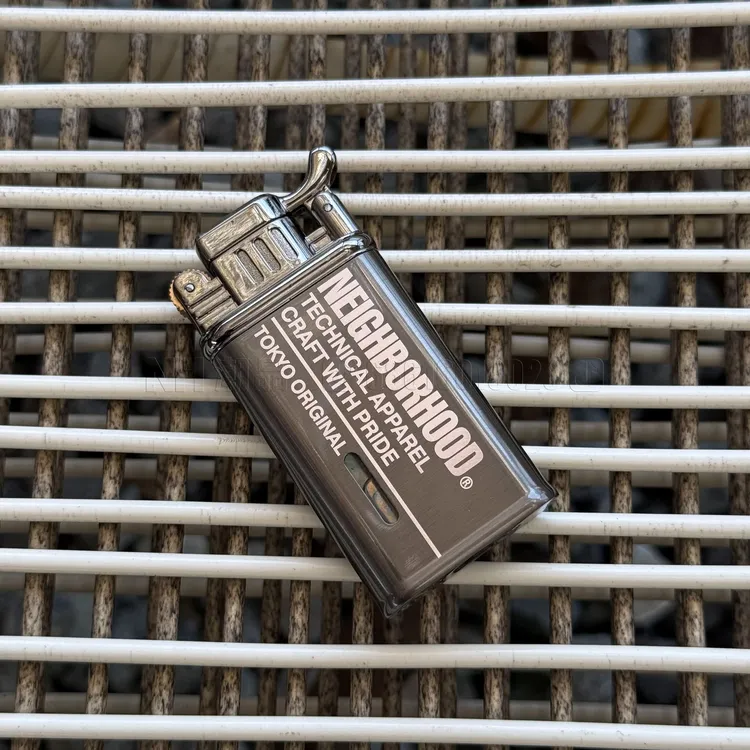 NEIGHBORHOOD®
TECHNICAL APPAREL
CRAFT WITH PRIDE
TOKYO ORIGINAL